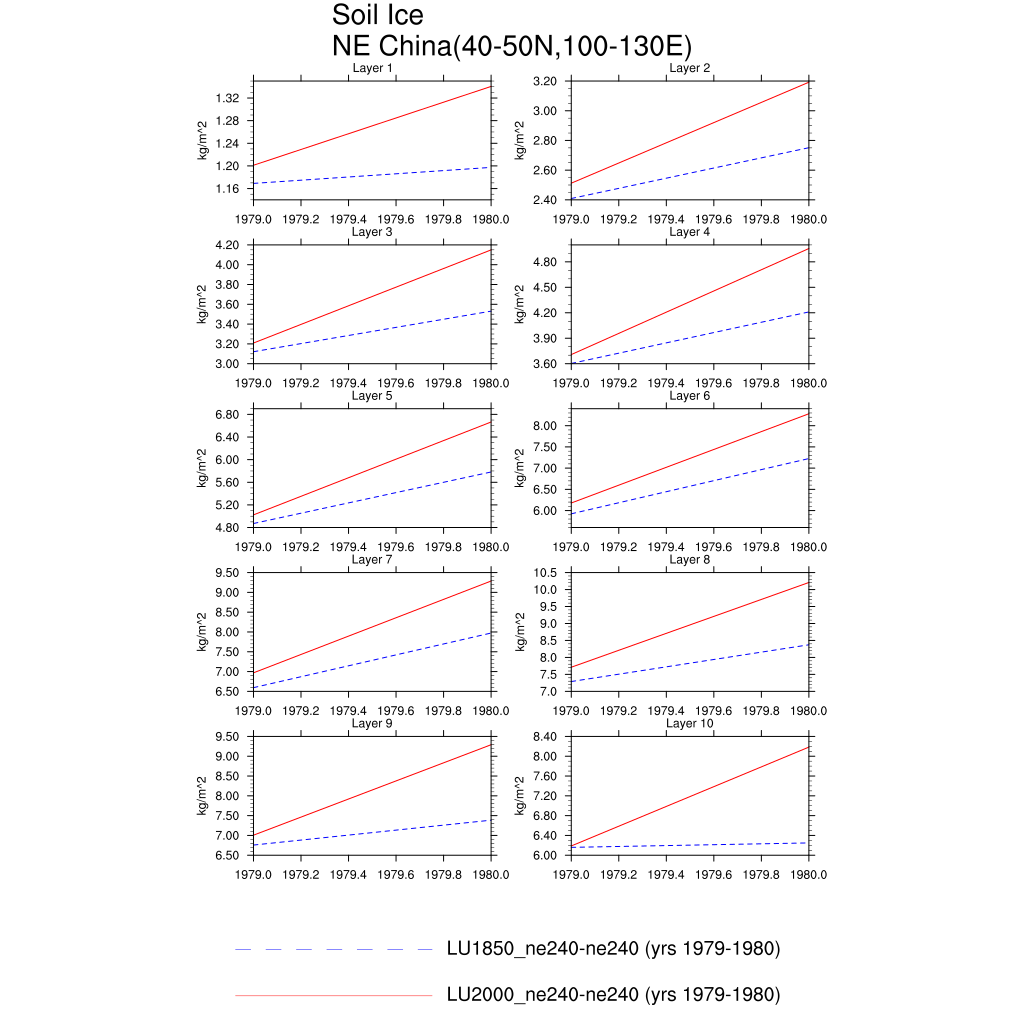 Soil Ice
NE China(40-50N,100-130E)
Layer 1
kg/m^2
1.32
1.28
1.24
1.20
1.16
1979.0 1979.2 1979.4 1979.6 1979.8 1980.0
Layer 2
kg/m^2
3.20
3.00
2.80
2.60
2.40
1979.0 1979.2 1979.4 1979.6 1979.8 1980.0
Layer 3
kg/m^2
4.20
4.00
3.80
3.60
3.40
3.20
3.00
1979.0 1979.2 1979.4 1979.6 1979.8 1980.0
Layer 4
kg/m^2
4.80
4.50
4.20
3.90
3.60
1979.0 1979.2 1979.4 1979.6 1979.8 1980.0
Layer 5
kg/m^2
6.80
6.40
6.00
5.60
5.20
4.80
1979.0 1979.2 1979.4 1979.6 1979.8 1980.0
Layer 6
kg/m^2
8.00
7.50
7.00
6.50
6.00
1979.0 1979.2 1979.4 1979.6 1979.8 1980.0
Layer 7
kg/m^2
9.50
9.00
8.50
8.00
7.50
7.00
6.50
1979.0 1979.2 1979.4 1979.6 1979.8 1980.0
Layer 8
kg/m^2
10.5
10.0
9.5
9.0
8.5
8.0
7.5
7.0
1979.0 1979.2 1979.4 1979.6 1979.8 1980.0
Layer 9
kg/m^2
9.50
9.00
8.50
8.00
7.50
7.00
6.50
1979.0 1979.2 1979.4 1979.6 1979.8 1980.0
Layer 10
kg/m^2
8.40
8.00
7.60
7.20
6.80
6.40
6.00
1979.0 1979.2 1979.4 1979.6 1979.8 1980.0
LU1850_ne240-ne240 (yrs 1979-1980)
LU2000_ne240-ne240 (yrs 1979-1980)